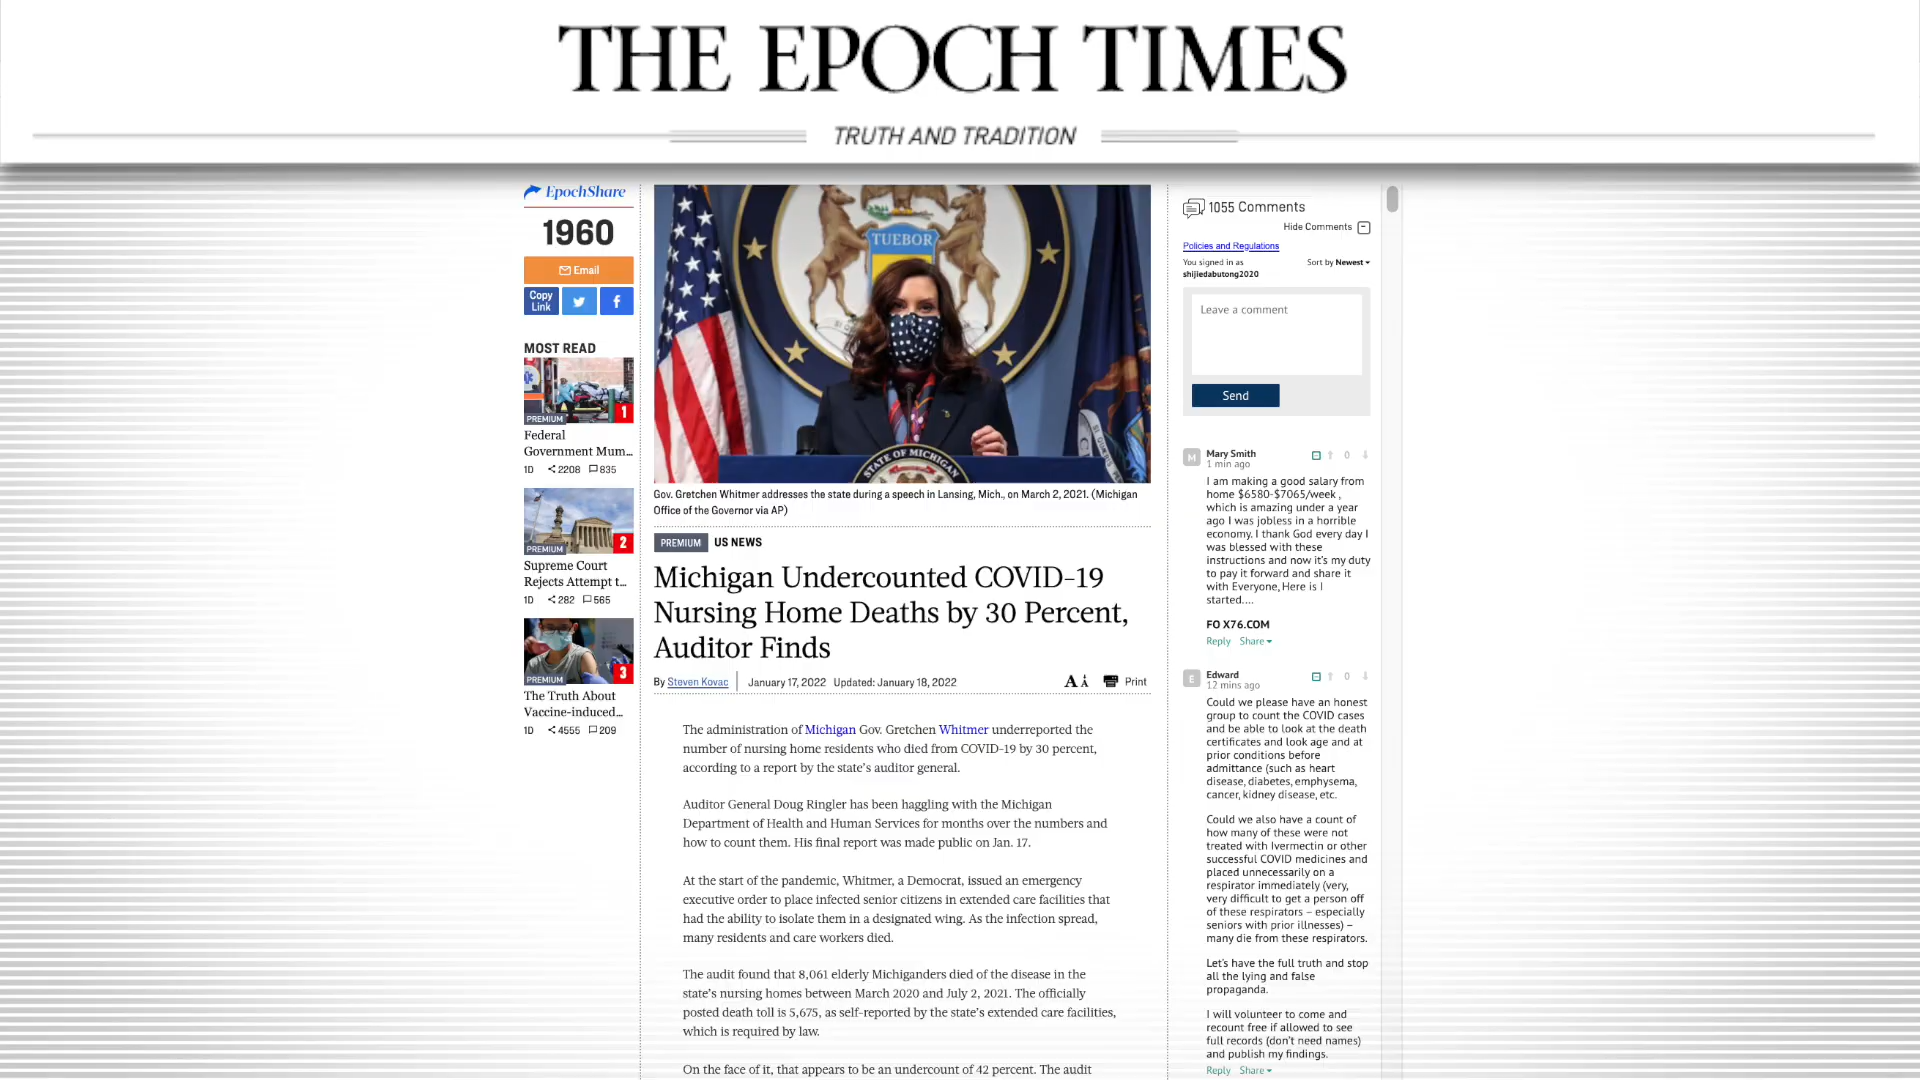 THE EPOCH TIMES
TRUTH AND TRADITION
EpochShare
1960
Email
Copy
Link
MOST READ
PREMIUM
1
Federal
Government Mum...
1D 2208 835
PREMIUM
2
Supreme Court
Rejects Attempt t...
1D 282 565
PREMIUM
3
The Truth About
Vaccine-induced...
1D 4555 209
TUEBOR
STATE OF MICHIGAN
Gov. Gretchen Whitmer addresses the state during a speech in Lansing, Mich., on March 2, 2021. (Michigan
Office of the Governor via AP)
PREMIUM US NEWS
Michigan Undercounted COVID-19
Nursing Home Deaths by 30 Percent,
Auditor Finds
By Steven Kovac January 17, 2022 Updated: January 18, 2022
A A Print
The administration of Michigan Gov. Gretchen Whitmer underreported the
number of nursing home residents who died from COVID-19 by 30 percent,
according to a report by the state's auditor general.
Auditor General Doug Ringler has been haggling with the Michigan
Department of Health and Human Services for months over the numbers and
how to count them. His final report was made public on Jan. 17.
At the start of the pandemic, Whitmer, a Democrat, issued an emergency
executive order to place infected senior citizens in extended care facilities that
had the ability to isolate them in a designated wing. As the infection spread,
many residents and care workers died.
The audit found that 8,061 elderly Michiganders died of the disease in the
state's nursing homes between March 2020 and July 2, 2021. The officially
posted death toll is 5,675, as self-reported by the state's extended care facilities,
which is required by law.
On the face of it, that appears to be an undercount of 42 percent. The audit
1055 Comments
Hide Comments
Policies and Regulations
You signed in as
shijiedabutong2020
Sort by Newest
Leave a comment
Send
M
Mary Smith
1 min ago
0
I am making a good salary from
home $6580-$7065/week ,
which is amazing under a year
ago I was jobless in a horrible
economy. I thank God every day I
was blessed with these
instructions and now it's my duty
to pay it forward and share it
with Everyone, Here is I
started....
FO X76.COM
Reply Share
E
Edward
12 mins ago
0
Could we please have an honest
group to count the COVID cases
and be able to look at the death
certificates and look age and at
prior conditions before
admittance (such as heart
disease, diabetes, emphysema,
cancer, kidney disease, etc.
Could we also have a count of
how many of these were not
treated with Ivermectin or other
successful COVID medicines and
placed unnecessarily on a
respirator immediately (very,
very difficult to get a person off
of these respirators – especially
seniors with prior illnesses) –
many die from these respirators.
Let's have the full truth and stop
all the lying and false
propaganda.
I will volunteer to come and
recount free if allowed to see
full records (don't need names)
and publish my findings.
Reply Share